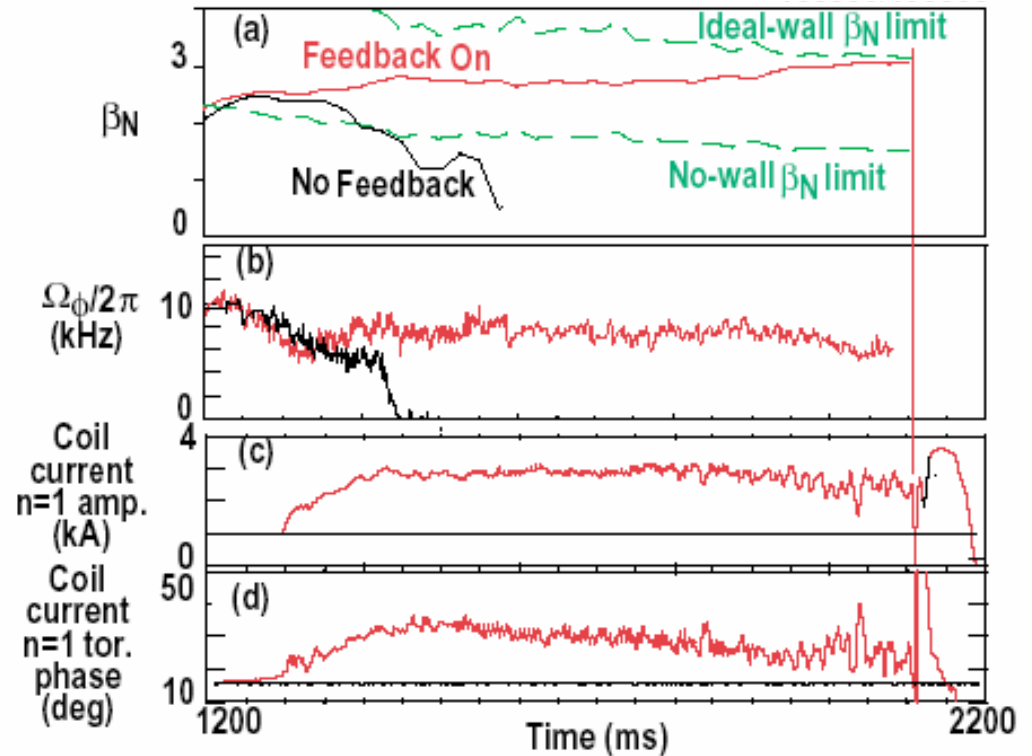 (a)
Ideal-wall βN limit
3
Feedback On
βN
No Feedback
No-wall βN limit
0
(b)
Ωϕ/2π
(kHz)
10
0
Coil
current
n=1 amp.
(kA)
4
(c)
0
Coil
current
n=1 tor.
phase
(deg)
50
(d)
10
1200
Time (ms)
2200